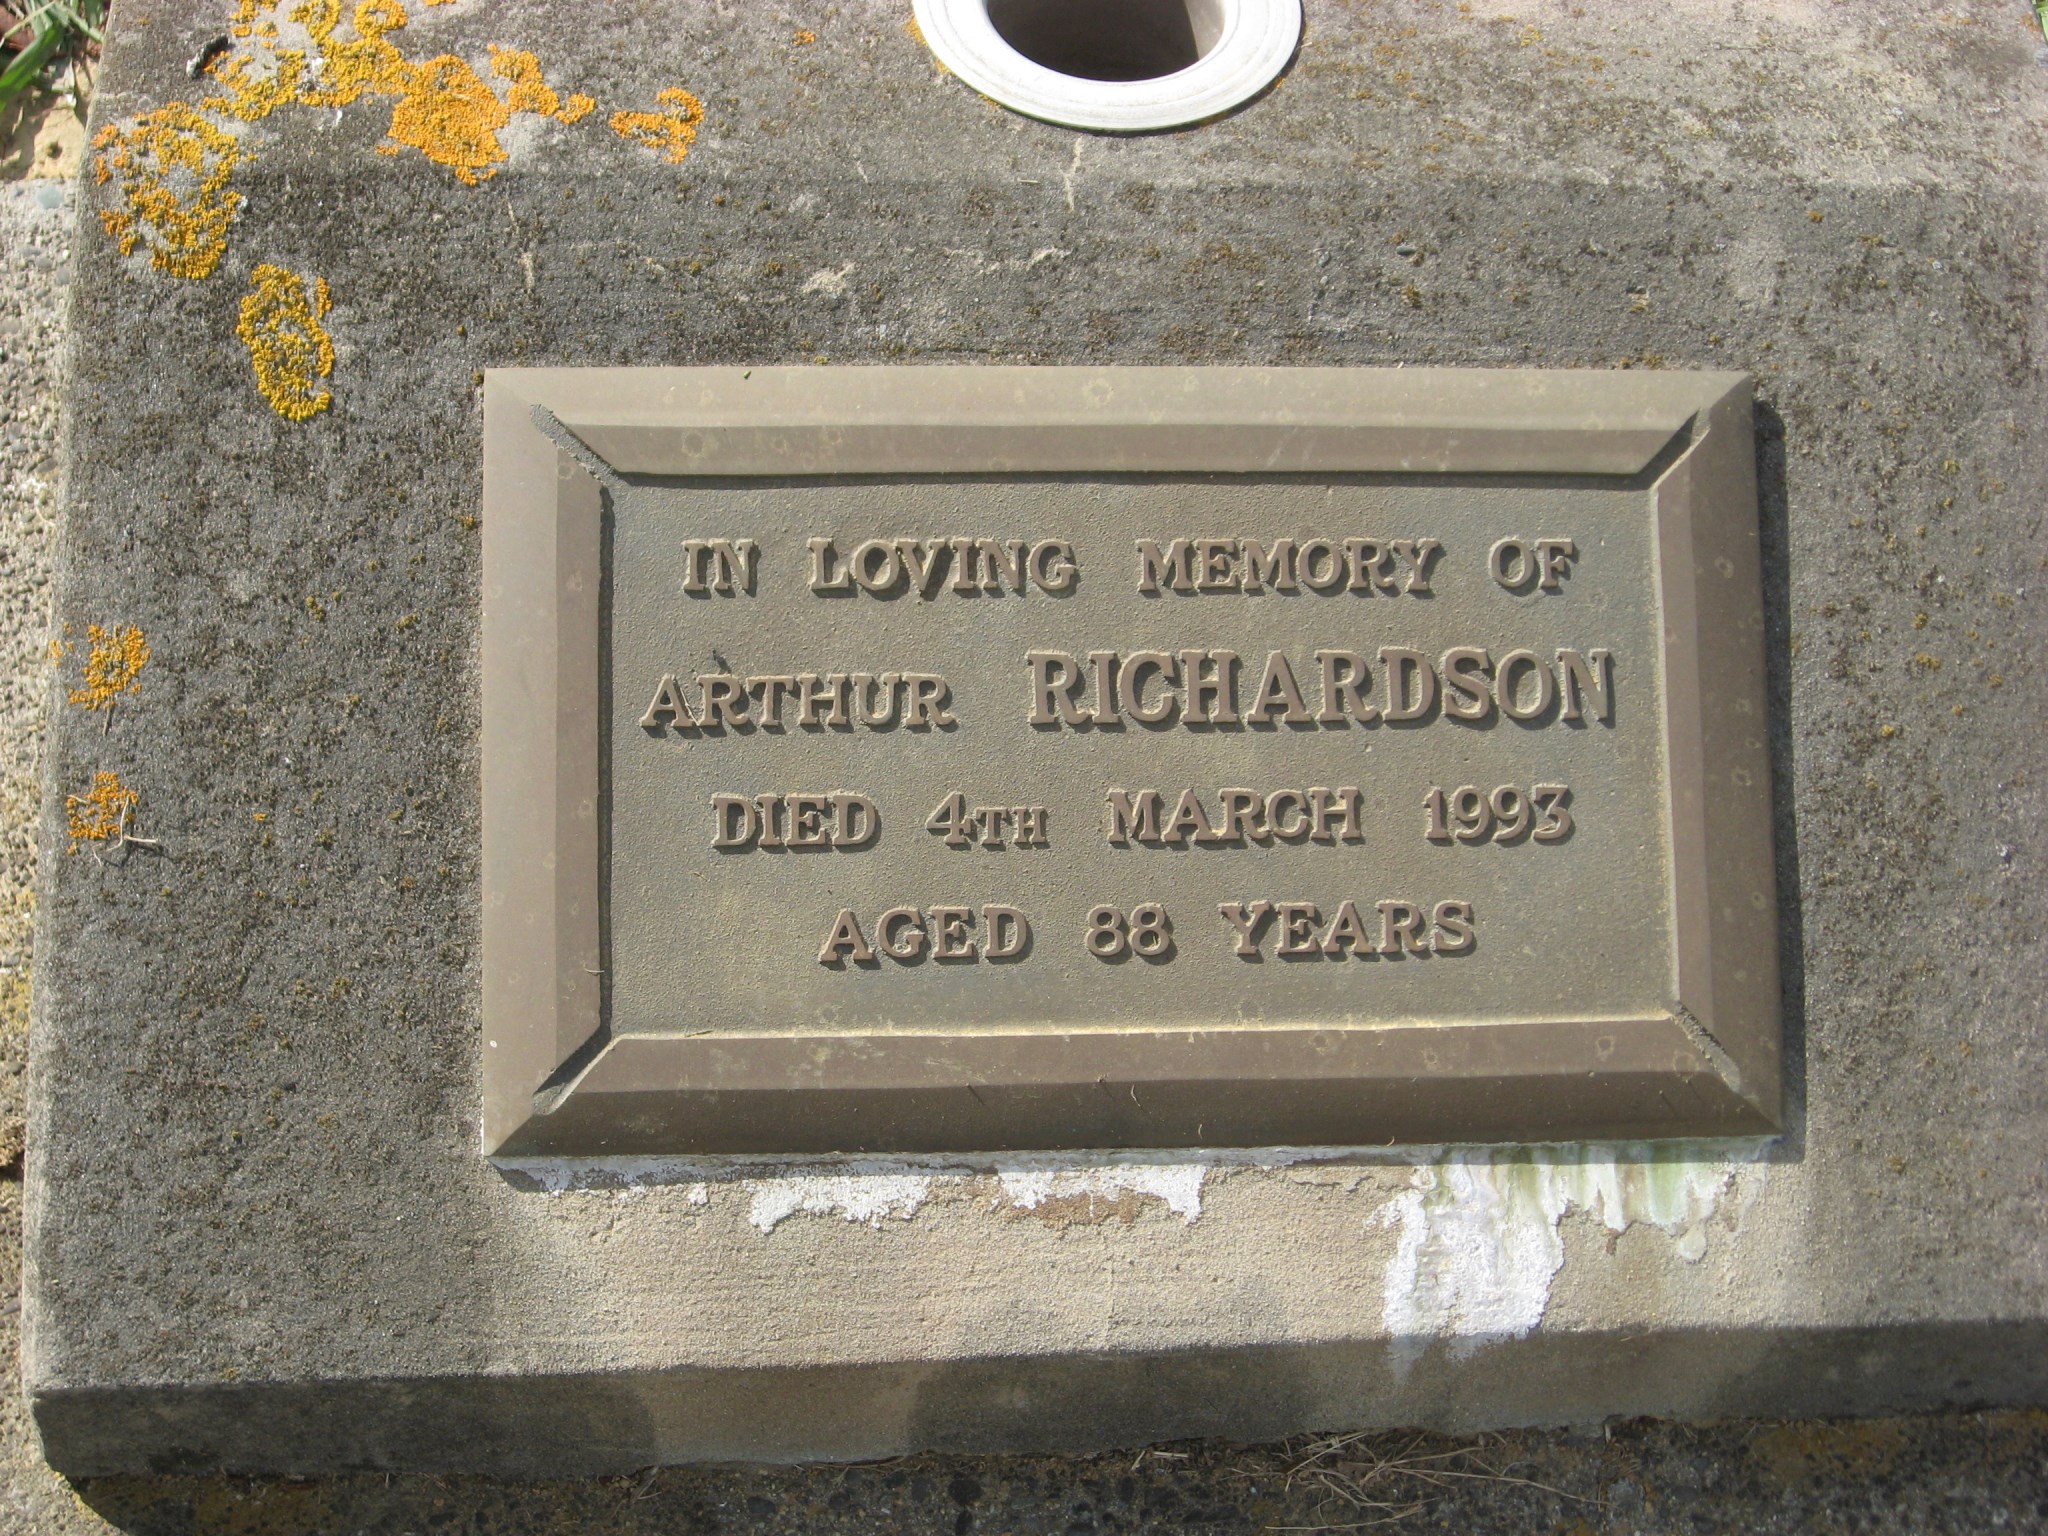 IN LOVING MEMORY OF
ARTHUR RICHARDSON
DIED 4TH MARCH 1993
AGED 88 YEARS